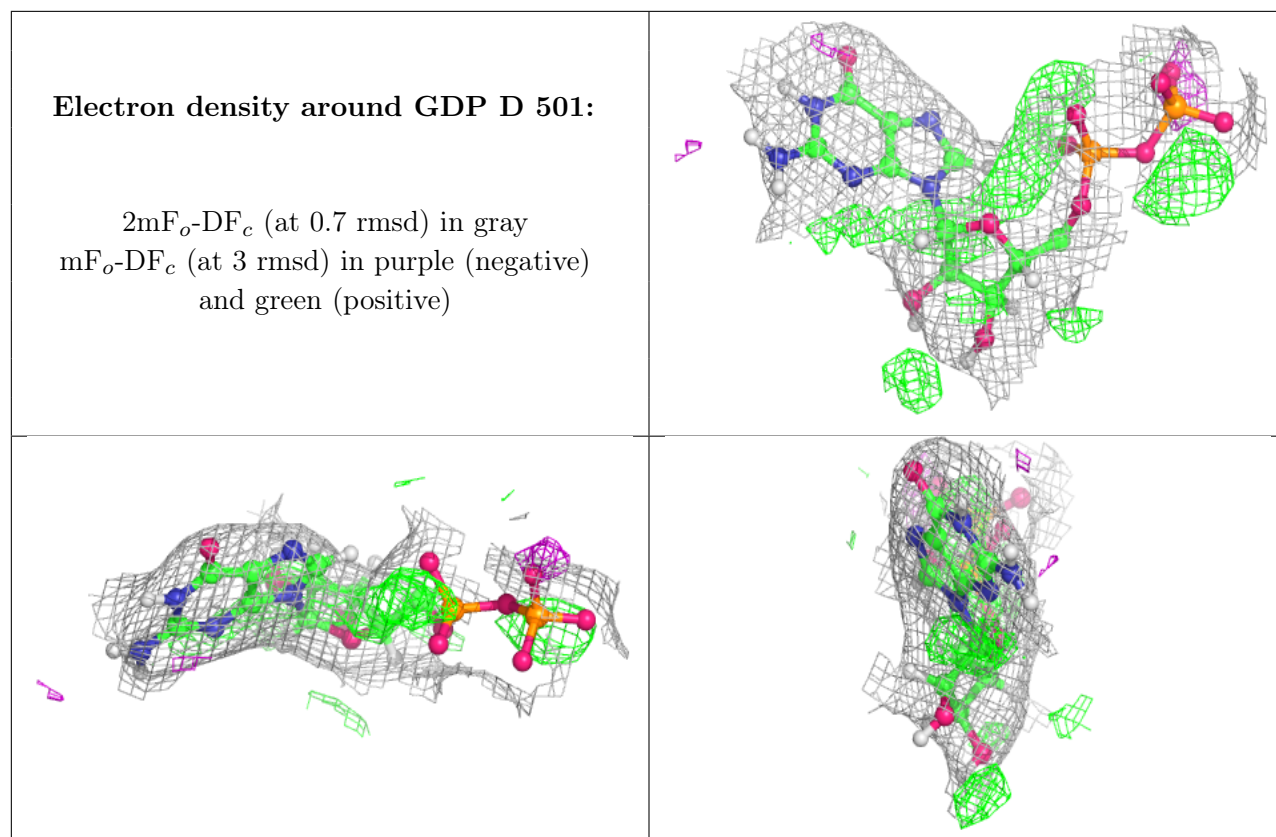 Electron density around GDP D 501:
2mFₒ-DF𝒸 (at 0.7 rmsd) in gray
mFₒ-DF𝒸 (at 3 rmsd) in purple (negative)
and green (positive)